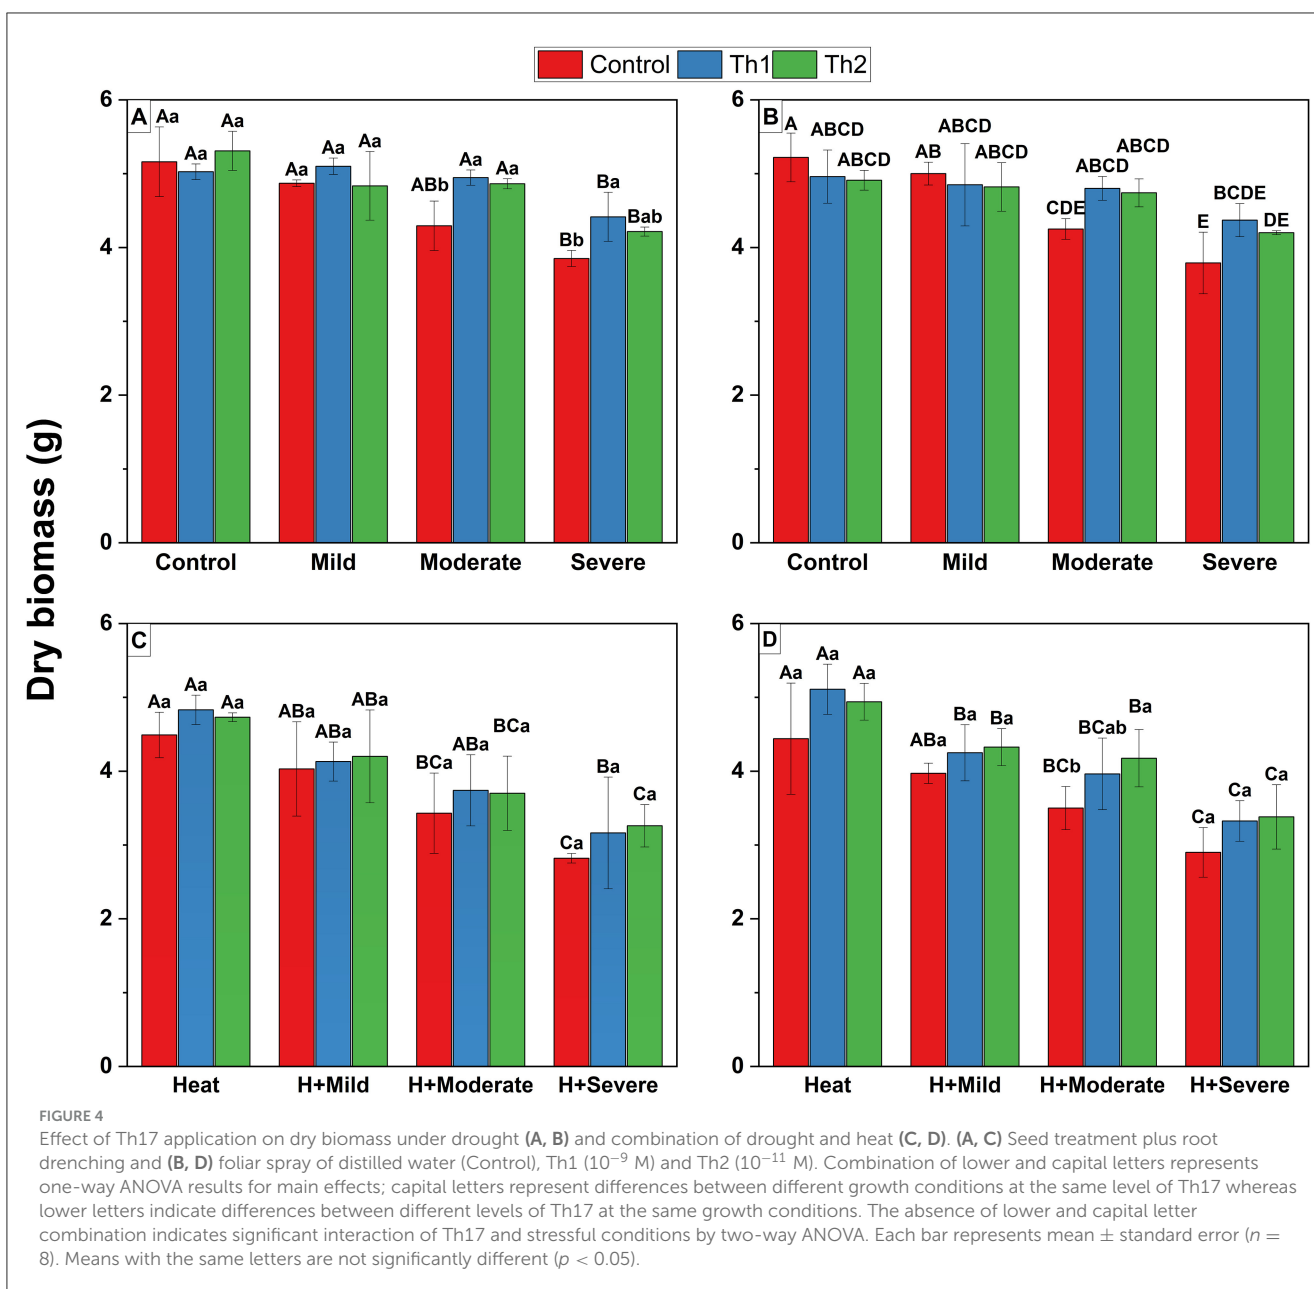 Control Th1 Th2
Dry biomass (g)
A
6
4
2
0
Aa Aa Aa
Aa Aa Aa
ABb Aa Aa
Bb Ba Bab
Control Mild Moderate Severe
B
6
4
2
0
A ABCD ABCD
AB ABCD ABCD
CDE ABCD ABCD
E BCDE DE
Control Mild Moderate Severe
C
6
4
2
0
Aa Aa Aa
ABa ABa ABa
BCa ABa BCa
Ca Ba Ca
Heat H+Mild H+Moderate H+Severe
D
6
4
2
0
Aa Aa Aa
ABa Ba Ba
BCb BCab Ba
Ca Ca Ca
Heat H+Mild H+Moderate H+Severe
FIGURE 4
Effect of Th17 application on dry biomass under drought (A, B) and combination of drought and heat (C, D). (A, C) Seed treatment plus root
drenching and (B, D) foliar spray of distilled water (Control), Th1 (10⁻⁹ M) and Th2 (10⁻¹¹ M). Combination of lower and capital letters represents
one-way ANOVA results for main effects; capital letters represent differences between different growth conditions at the same level of Th17 whereas
lower letters indicate differences between different levels of Th17 at the same growth conditions. The absence of lower and capital letter
combination indicates significant interaction of Th17 and stressful conditions by two-way ANOVA. Each bar represents mean ± standard error (n =
8). Means with the same letters are not significantly different (p < 0.05).